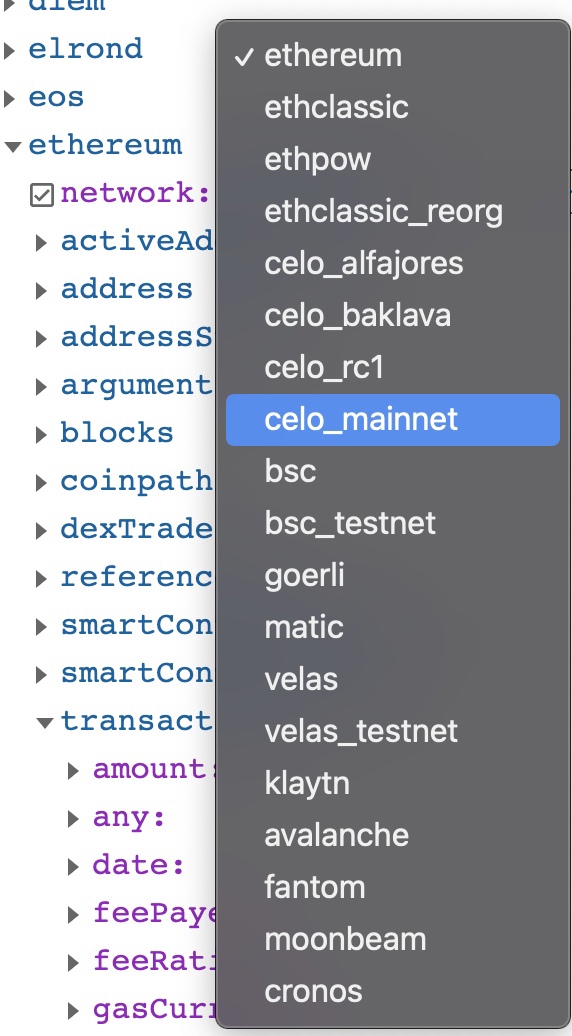 diem
elrond
eos
ethereum
network:
activeAd
address
addressS
argument
blocks
coinpath
dexTrade
referenc
smartCon
smartCon
transact
amount:
any:
date:
feePaye
feeRati
gasCurr
✓ ethereum
ethclassic
ethpow
ethclassic_reorg
celo_alfajores
celo_baklava
celo_rc1
celo_mainnet
bsc
bsc_testnet
goerli
matic
velas
velas_testnet
klaytn
avalanche
fantom
moonbeam
cronos